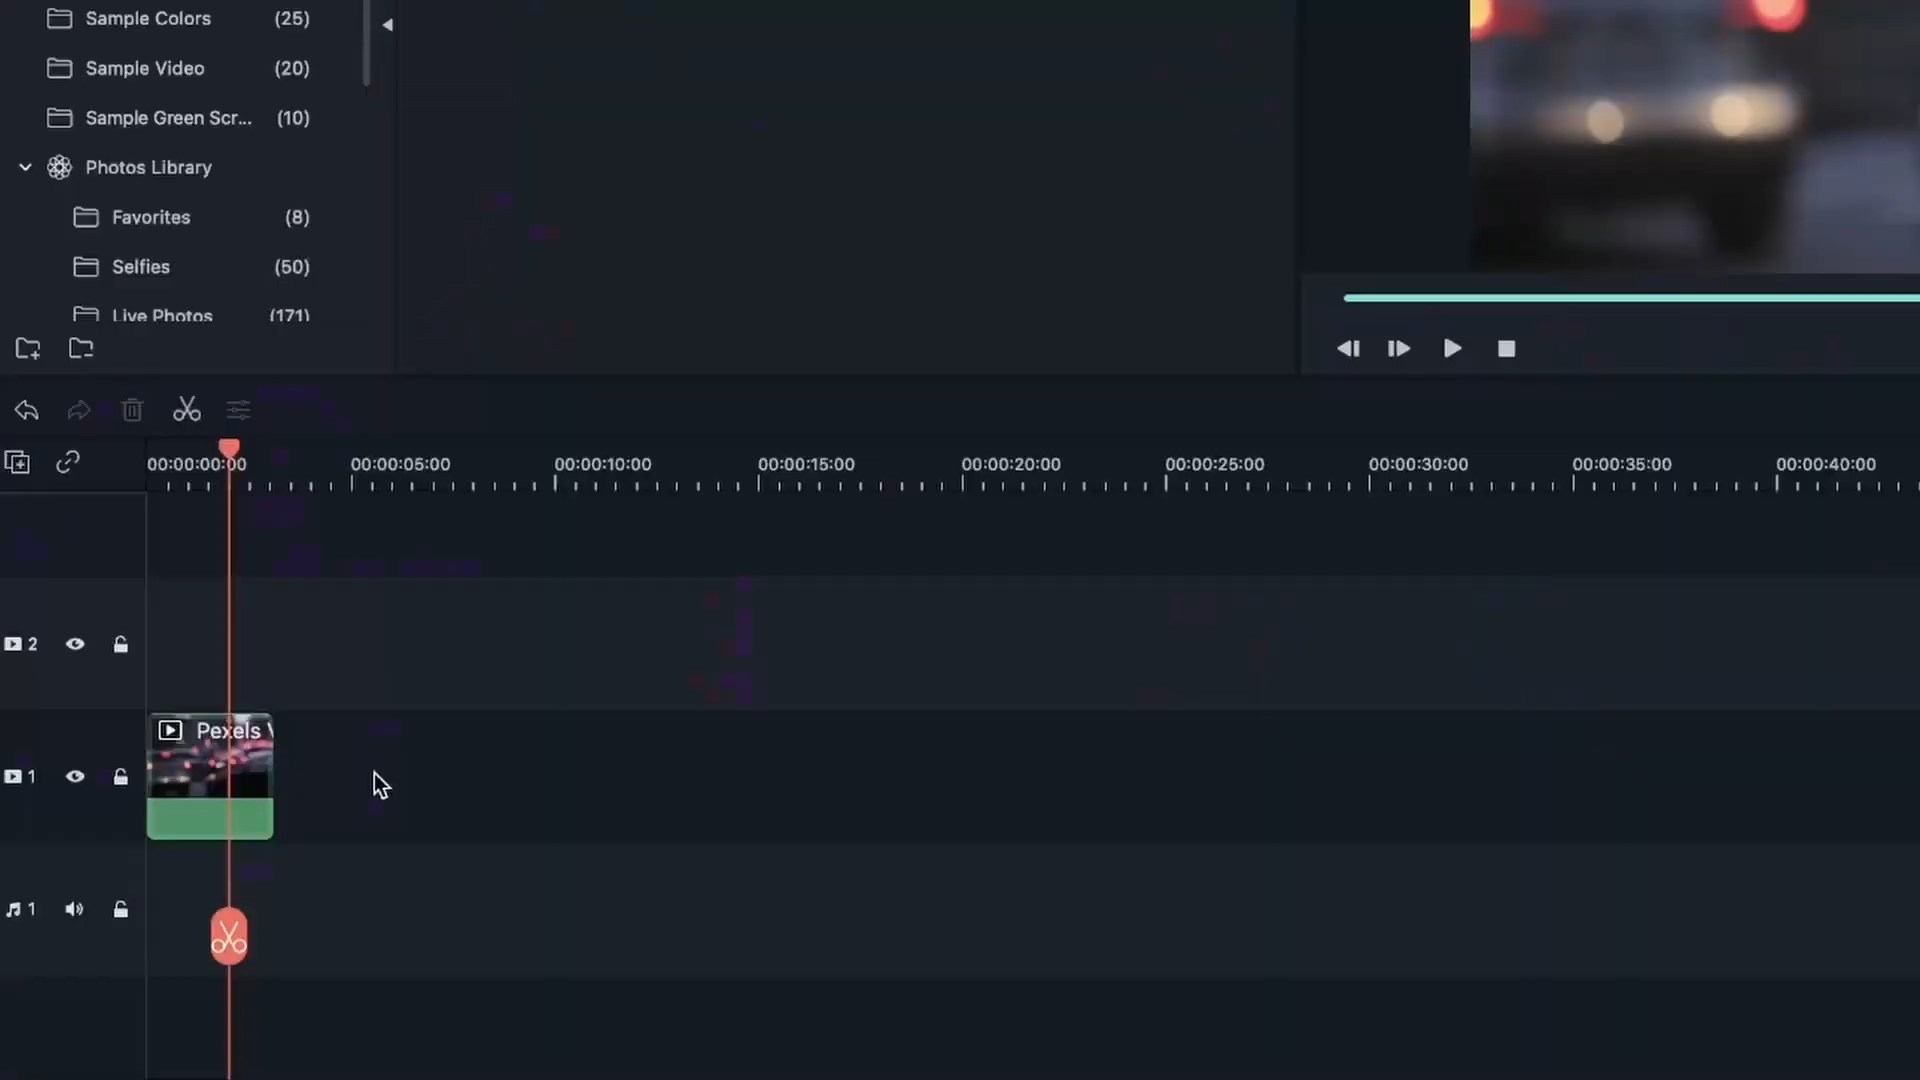 Sample Colors (25)
Sample Video (20)
Sample Green Scr... (10)
Photos Library
Favorites (8)
Selfies (50)
Live Photos (171)
00:00:00:00 00:00:05:00 00:00:10:00 00:00:15:00 00:00:20:00 00:00:25:00 00:00:30:00 00:00:35:00 00:00:40:00
2
Pexels V
1
1